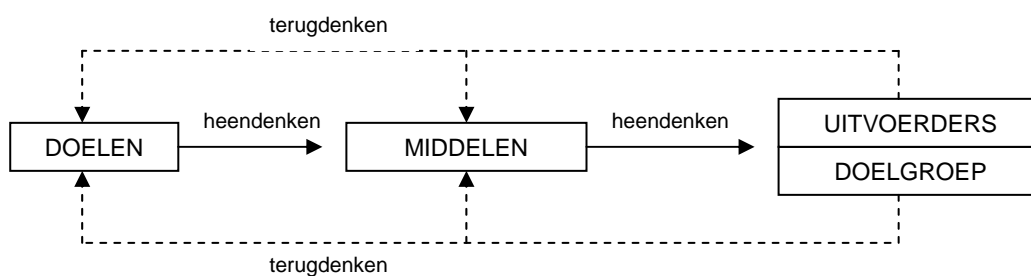 terugdenken
heendenken
heendenken
DOELEN
MIDDELEN
UITVOERDERS
DOELGROEP
terugdenken